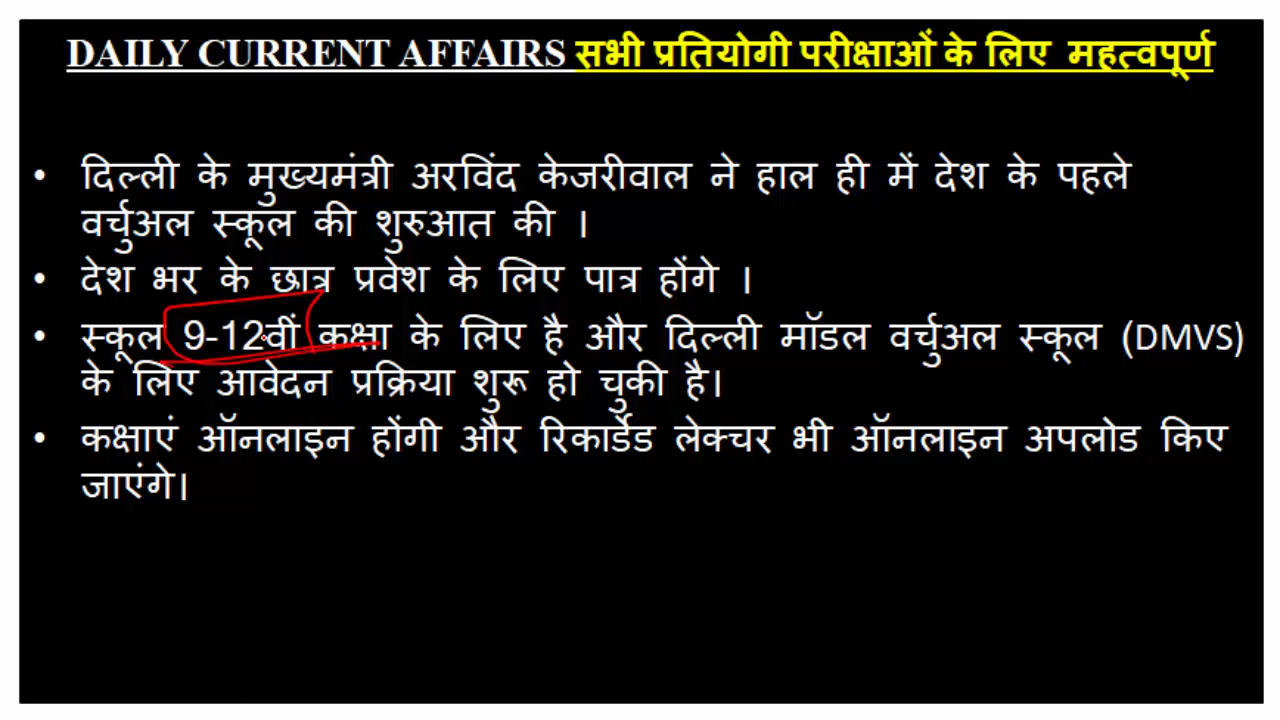 DAILY CURRENT AFFAIRS सभी प्रतियोगी परीक्षाओं के लिए महत्वपूर्ण
• दिल्ली के मुख्यमंत्री अरविंद केजरीवाल ने हाल ही में देश के पहले
वर्चुअल स्कूल की शुरुआत की ।
• देश भर के छात्र प्रवेश के लिए पात्र होंगे ।
• स्कूल 9-12वीं कक्षा के लिए है और दिल्ली मॉडल वर्चुअल स्कूल (DMVS)
के लिए आवेदन प्रक्रिया शुरू हो चुकी है।
• कक्षाएं ऑनलाइन होंगी और रिकार्डेड लेक्चर भी ऑनलाइन अपलोड किए
जाएंगे।